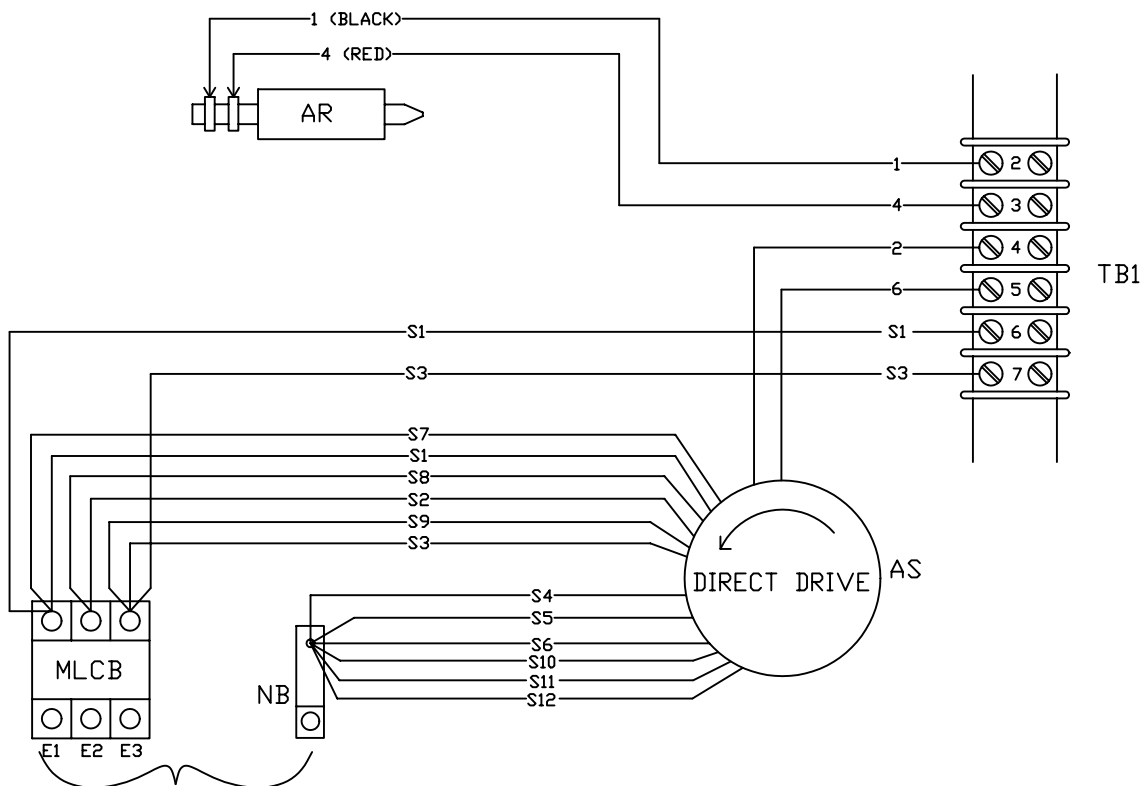 1 (BLACK)
4 (RED)
AR
1
2
4
3
2
4
TB1
6
5
S1
S1
6
S3
S3
7
S7
S1
S8
S2
S9
S3
DIRECT DRIVE
AS
S4
S5
S6
S10
S11
S12
MLCB
NB
E1 E2 E3